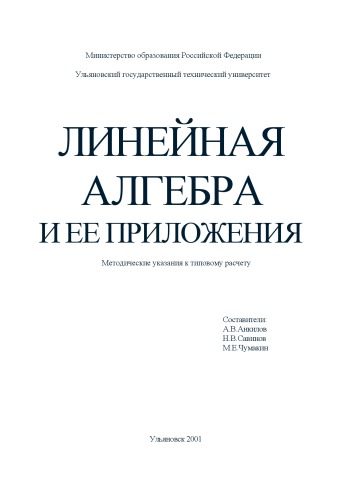 Министерство образования Российской Федерации
Ульяновский государственный технический университет
ЛИНЕЙНАЯ
АЛГЕБРА
И ЕЕ ПРИЛОЖЕНИЯ
Методические указания к типовому расчету
Составители:
А.В.Анкилов
Н.В.Савинов
М.Е.Чумакин
Ульяновск 2001